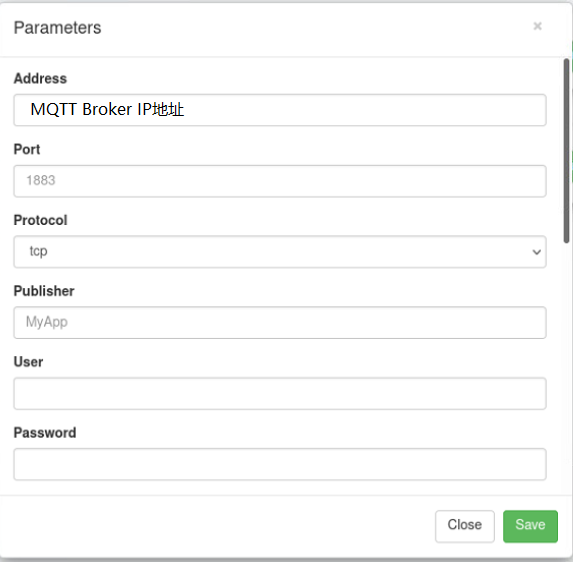 Parameters
×
Address
MQTT Broker IP地址
Port
1883
Protocol
tcp
Publisher
MyApp
User
Password
Close
Save